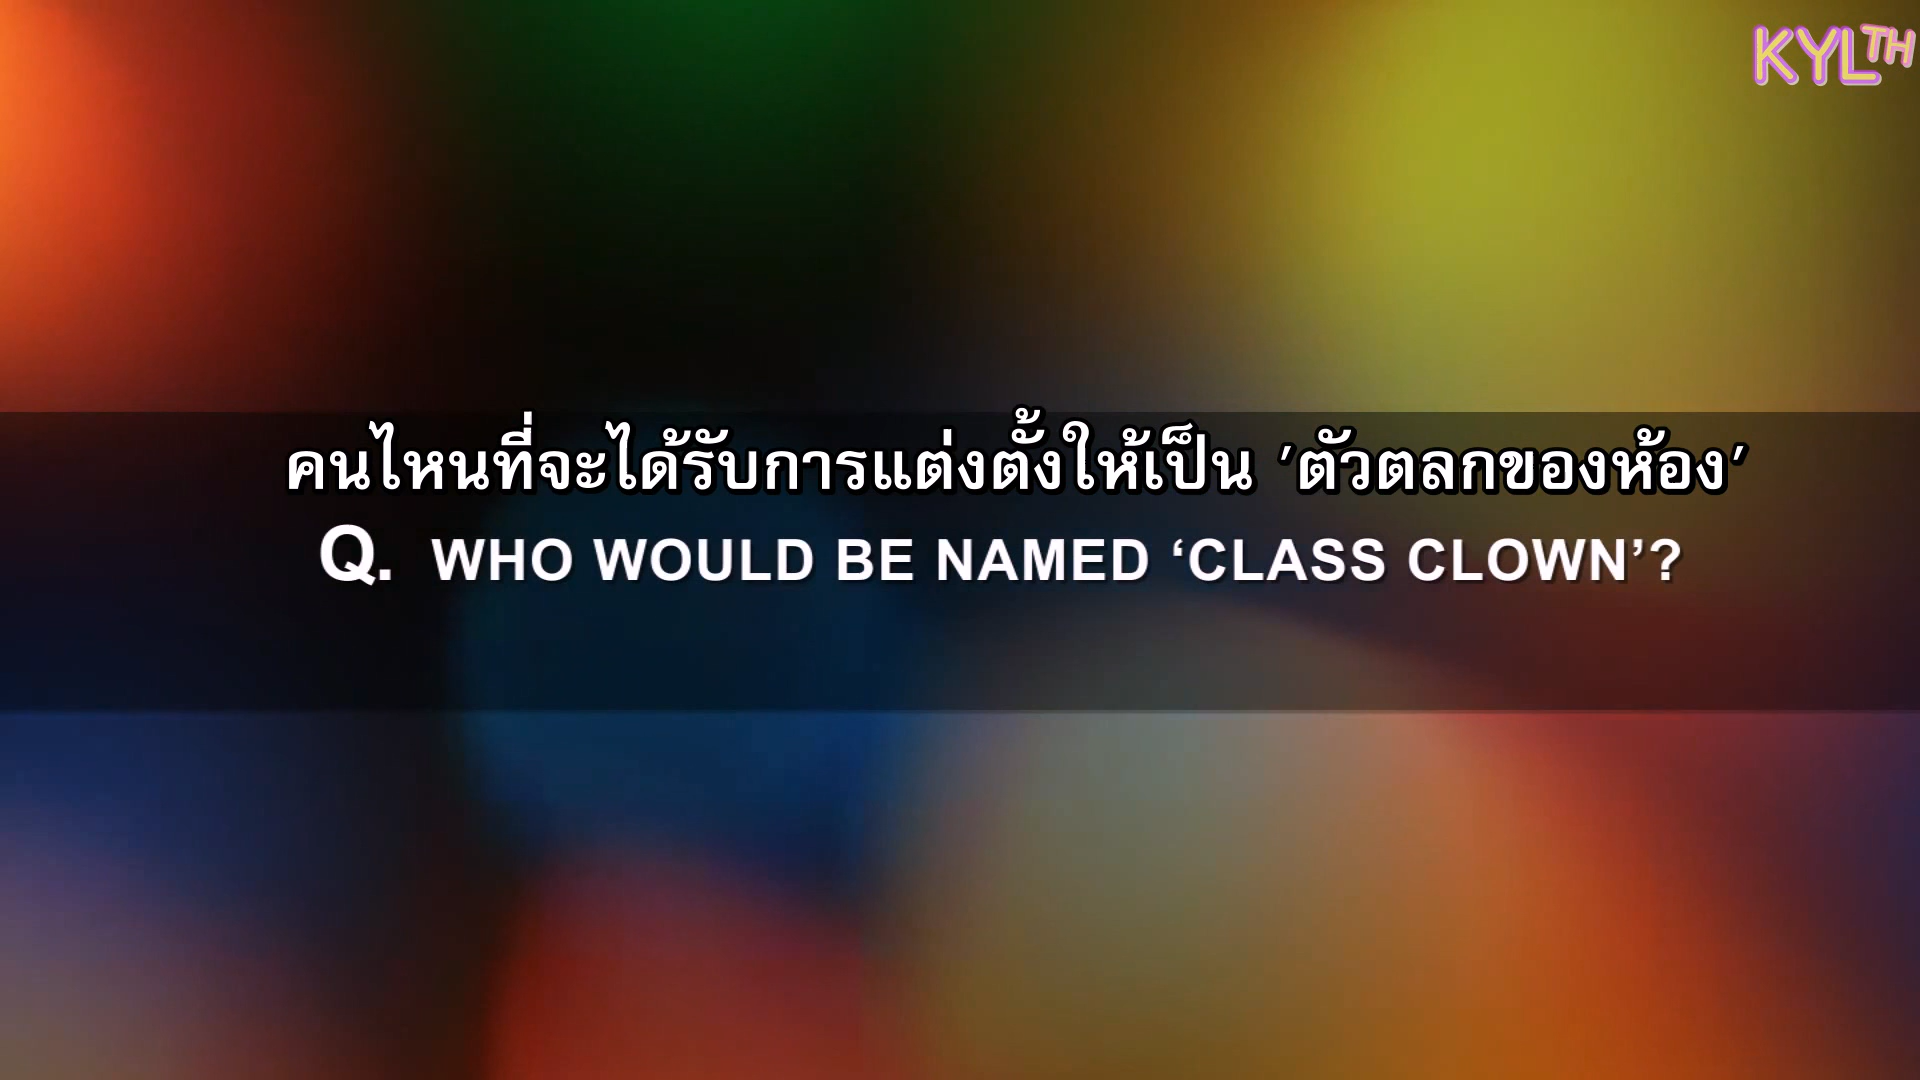 KYLTH
คนไหนที่จะได้รับการแต่งตั้งให้เป็น 'ตัวตลกของห้อง'
Q. WHO WOULD BE NAMED ‘CLASS CLOWN’?